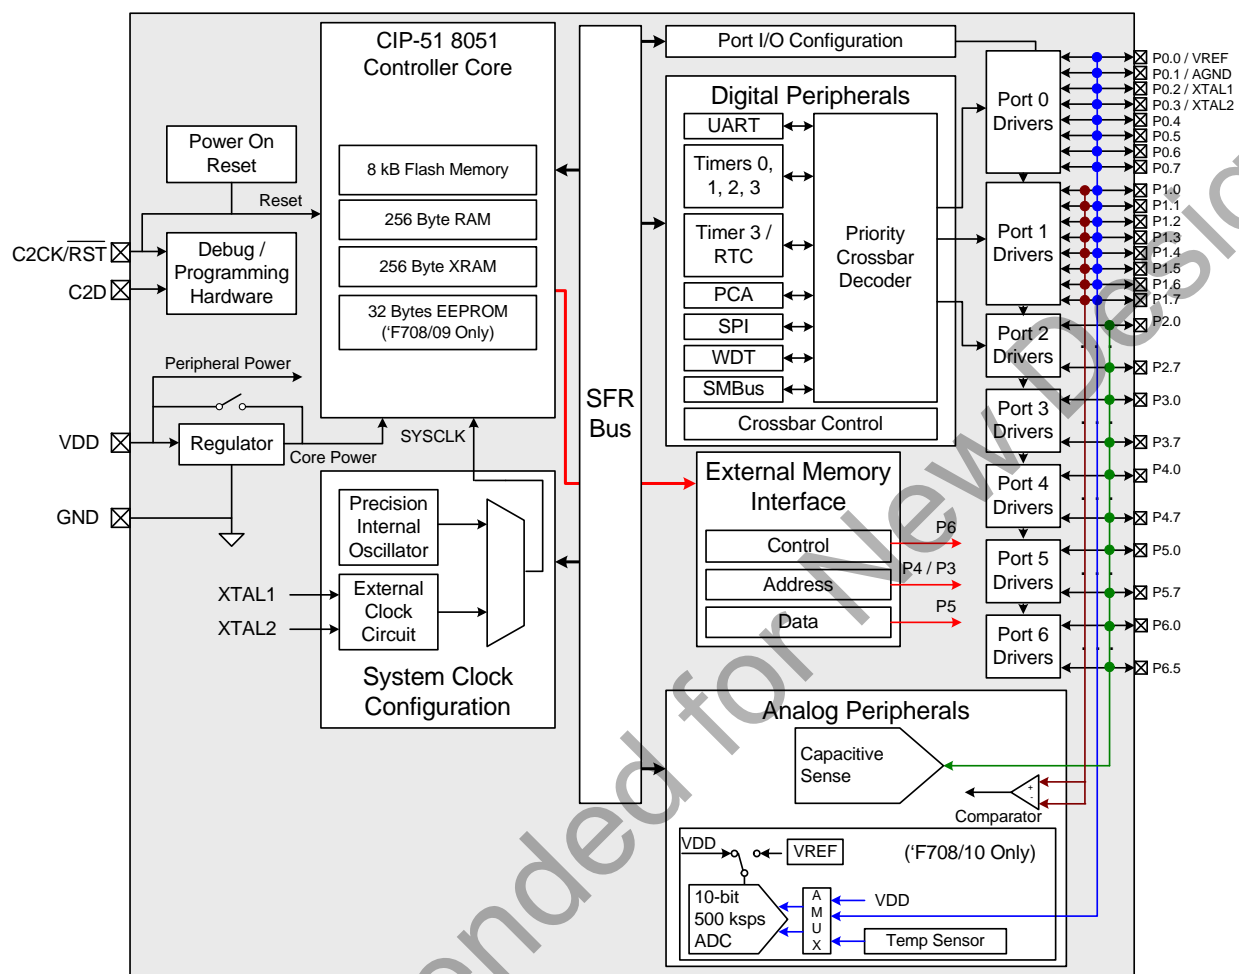 CIP-51 8051
Controller Core
8 kB Flash Memory
256 Byte RAM
256 Byte XRAM
32 Bytes EEPROM
(‘F708/09 Only)
Power On
Reset
Reset
Debug /
Programming
Hardware
C2CK/RST
C2D
Peripheral Power
VDD
Regulator
Core Power
GND
SYSCLK
Precision
Internal
Oscillator
XTAL1
XTAL2
External
Clock
Circuit
System Clock
Configuration
SFR
Bus
Port I/O Configuration
Digital Peripherals
UART
Timers 0,
1, 2, 3
Timer 3 /
RTC
PCA
SPI
WDT
SMBus
Priority
Crossbar
Decoder
Crossbar Control
External Memory
Interface
Control
Address
Data
P6
P4 / P3
P5
Port 0
Drivers
Port 1
Drivers
Port 2
Drivers
Port 3
Drivers
Port 4
Drivers
Port 5
Drivers
Port 6
Drivers
P0.0 / VREF
P0.1 / AGND
P0.2 / XTAL1
P0.3 / XTAL2
P0.4
P0.5
P0.6
P0.7
P1.0
P1.1
P1.2
P1.3
P1.4
P1.5
P1.6
P1.7
P2.0
P2.7
P3.0
P3.7
P4.0
P4.7
P5.0
P5.7
P6.0
P6.5
Analog Peripherals
Capacitive
Sense
+
-
Comparator
VDD
VREF
(‘F708/10 Only)
10-bit
500 ksps
ADC
A
M
U
X
VDD
Temp Sensor
ended for New Desig